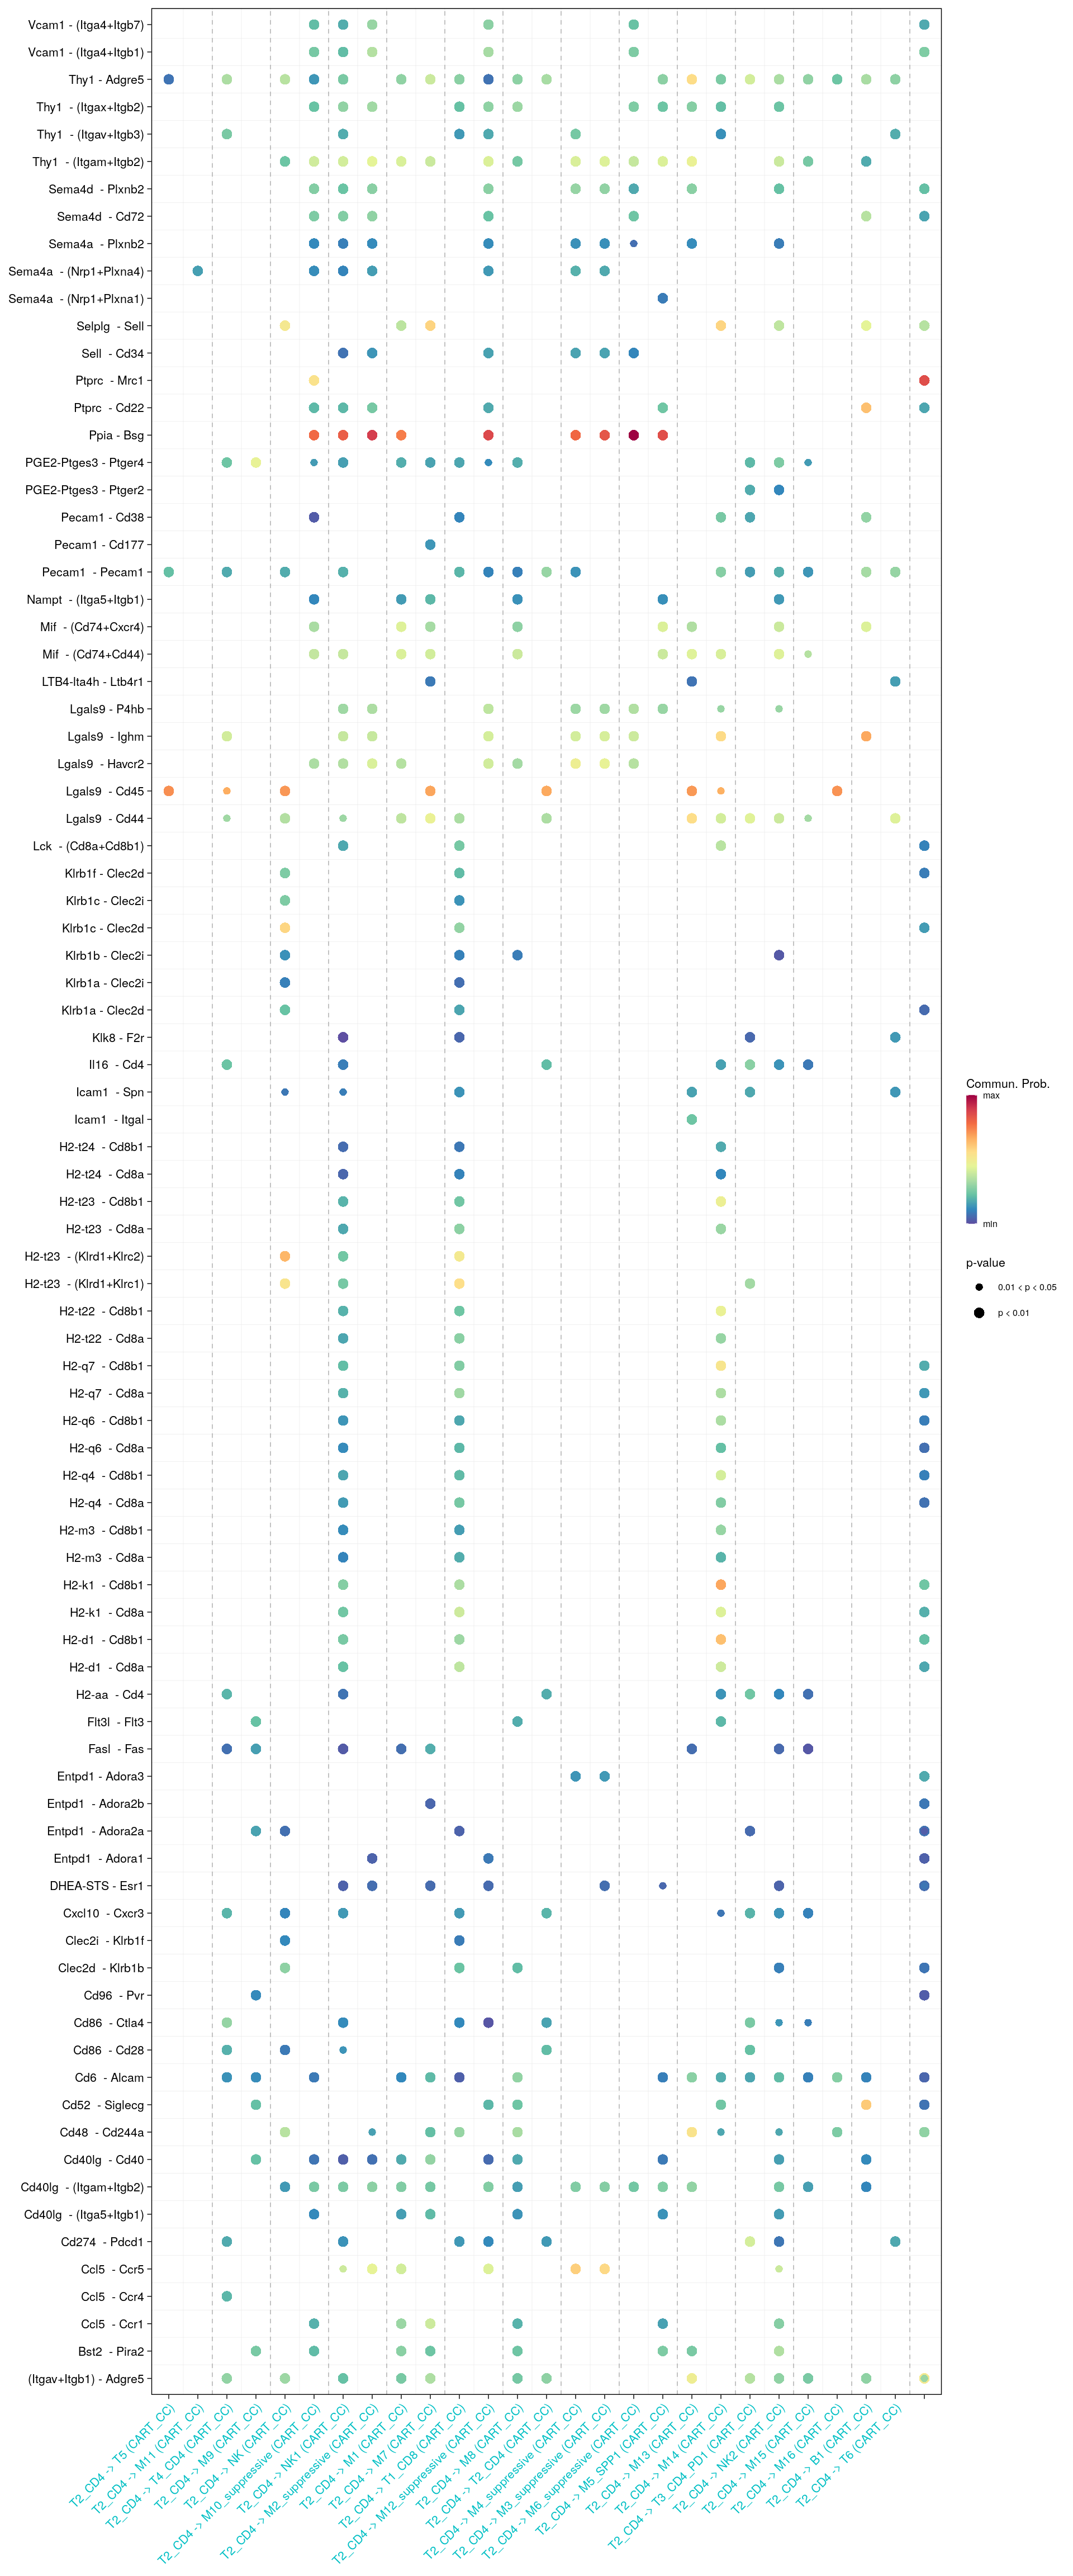 Vcam1 - (Itga4+Itgb7)
Vcam1 - (Itga4+Itgb1)
Thy1 - Adgre5
Thy1 - (Itgax+Itgb2)
Thy1 - (Itgav+Itgb3)
Thy1 - (Itgam+Itgb2)
Sema4d - Plxnb2
Sema4d - Cd72
Sema4a - Plxnb2
Sema4a - (Nrp1+Plxna4)
Sema4a - (Nrp1+Plxna1)
Selplg - Sell
Sell - Cd34
Ptprc - Mrc1
Ptprc - Cd22
Ppia - Bsg
PGE2-Ptges3 - Ptger4
PGE2-Ptges3 - Ptger2
Pecam1 - Cd38
Pecam1 - Cd177
Pecam1 - Pecam1
Nampt - (Itga5+Itgb1)
Mif - (Cd74+Cxcr4)
Mif - (Cd74+Cd44)
LTB4-lta4h - Ltb4r1
Lgals9 - P4hb
Lgals9 - Ighm
Lgals9 - Havcr2
Lgals9 - Cd45
Lgals9 - Cd44
Lck - (Cd8a+Cd8b1)
Klrb1f - Clec2d
Klrb1c - Clec2i
Klrb1c - Clec2d
Klrb1b - Clec2i
Klrb1a - Clec2i
Klrb1a - Clec2d
Klk8 - F2r
Il16 - Cd4
Icam1 - Spn
Icam1 - Itgal
H2-t24 - Cd8b1
H2-t24 - Cd8a
H2-t23 - Cd8b1
H2-t23 - Cd8a
H2-t23 - (Klrd1+Klrc2)
H2-t23 - (Klrd1+Klrc1)
H2-t22 - Cd8b1
H2-t22 - Cd8a
H2-q7 - Cd8b1
H2-q7 - Cd8a
H2-q6 - Cd8b1
H2-q6 - Cd8a
H2-q4 - Cd8b1
H2-q4 - Cd8a
H2-m3 - Cd8b1
H2-m3 - Cd8a
H2-k1 - Cd8b1
H2-k1 - Cd8a
H2-d1 - Cd8b1
H2-d1 - Cd8a
H2-aa - Cd4
Flt3l - Flt3
Fasl - Fas
Entpd1 - Adora3
Entpd1 - Adora2b
Entpd1 - Adora2a
Entpd1 - Adora1
DHEA-STS - Esr1
Cxcl10 - Cxcr3
Clec2i - Klrb1f
Clec2d - Klrb1b
Cd96 - Pvr
Cd86 - Ctla4
Cd86 - Cd28
Cd6 - Alcam
Cd52 - Siglecg
Cd48 - Cd244a
Cd40lg - Cd40
Cd40lg - (Itgam+Itgb2)
Cd40lg - (Itga5+Itgb1)
Cd274 - Pdcd1
Ccl5 - Ccr5
Ccl5 - Ccr4
Ccl5 - Ccr1
Bst2 - Pira2
(Itgav+Itgb1) - Adgre5
T2_CD4 -> T5 (CART_CC)
T2_CD4 -> M11 (CART_CC)
T2_CD4 -> T4_CD4 (CART_CC)
T2_CD4 -> M9 (CART_CC)
T2_CD4 -> NK (CART_CC)
T2_CD4 -> M10_suppressive (CART_CC)
T2_CD4 -> NK1 (CART_CC)
T2_CD4 -> M2_suppressive (CART_CC)
T2_CD4 -> M1 (CART_CC)
T2_CD4 -> M7 (CART_CC)
T2_CD4 -> T1_CD8 (CART_CC)
T2_CD4 -> M12_suppressive (CART_CC)
T2_CD4 -> M8 (CART_CC)
T2_CD4 -> T2_CD4 (CART_CC)
T2_CD4 -> M4_suppressive (CART_CC)
T2_CD4 -> M3_suppressive (CART_CC)
T2_CD4 -> M6_suppressive (CART_CC)
T2_CD4 -> M5_SPP1 (CART_CC)
T2_CD4 -> M13 (CART_CC)
T2_CD4 -> M14 (CART_CC)
T2_CD4 -> T3_CD4_PD1 (CART_CC)
T2_CD4 -> NK2 (CART_CC)
T2_CD4 -> M15 (CART_CC)
T2_CD4 -> M16 (CART_CC)
T2_CD4 -> B1 (CART_CC)
T2_CD4 -> T6 (CART_CC)
Commun. Prob.
max
min
p-value
0.01 < p < 0.05
p < 0.01